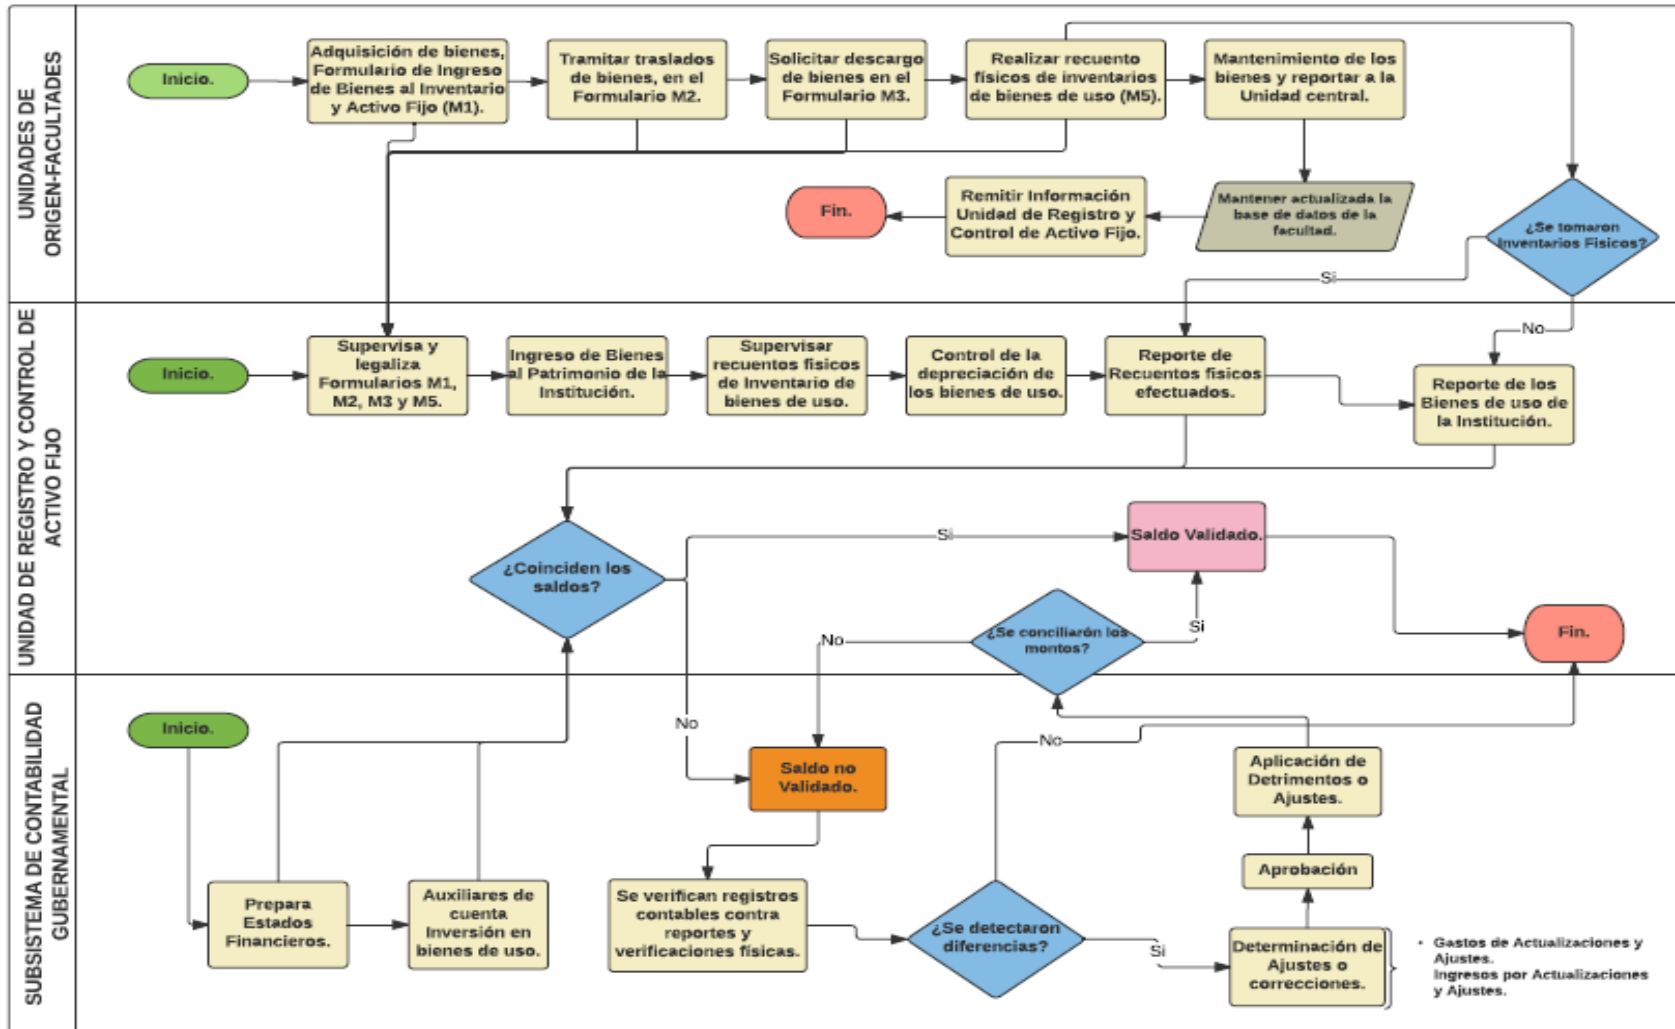 UNIDADES DE
ORIGEN-FACULTADES
Inicio.
Adquisición de bienes,
Formulario de Ingreso
de Bienes al Inventario
y Activo Fijo (M1).
Tramitar traslados
de bienes, en el
Formulario M2.
Solicitar descargo
de bienes en el
Formulario M3.
Realizar recuento
físicos de inventarios
de bienes de uso (M5).
Mantenimiento de los
bienes y reportar a la
Unidad central.
Fin.
Remitir Información
Unidad de Registro y
Control de Activo Fijo.
Mantener actualizada la
base de datos de la
facultad.
¿Se tomaron
Inventarios Fisicos?
Si
No
UNIDAD DE REGISTRO Y CONTROL DE
ACTIVO FIJO
Inicio.
Supervisa y
legaliza
Formularios M1,
M2, M3 y M5.
Ingreso de Bienes
al Patrimonio de la
Institución.
Supervisar
recuentos físicos
de Inventario de
bienes de uso.
Control de la
depreciación de
los bienes de uso.
Reporte de
Recuentos físicos
efectuados.
Reporte de los
Bienes de uso de
la Institución.
¿Coinciden los
saldos?
Si
Saldo Validado.
No
¿Se conciliarón los
montos?
Si
Fin.
SUBSISTEMA DE CONTABILIDAD
GUBERNAMENTAL
Inicio.
No
Saldo no
Validado.
No
Aplicación de
Detrimentos o
Ajustes.
Aprobación
Prepara
Estados
Financieros.
Auxiliares de
cuenta
Inversión en
bienes de uso.
Se verifican registros
contables contra
reportes y
verificaciones físicas.
¿Se detectaron
diferencias?
Si
Determinación de
Ajustes o
correcciones.
• Gastos de Actualizaciones y
Ajustes.
Ingresos por Actualizaciones
y Ajustes.